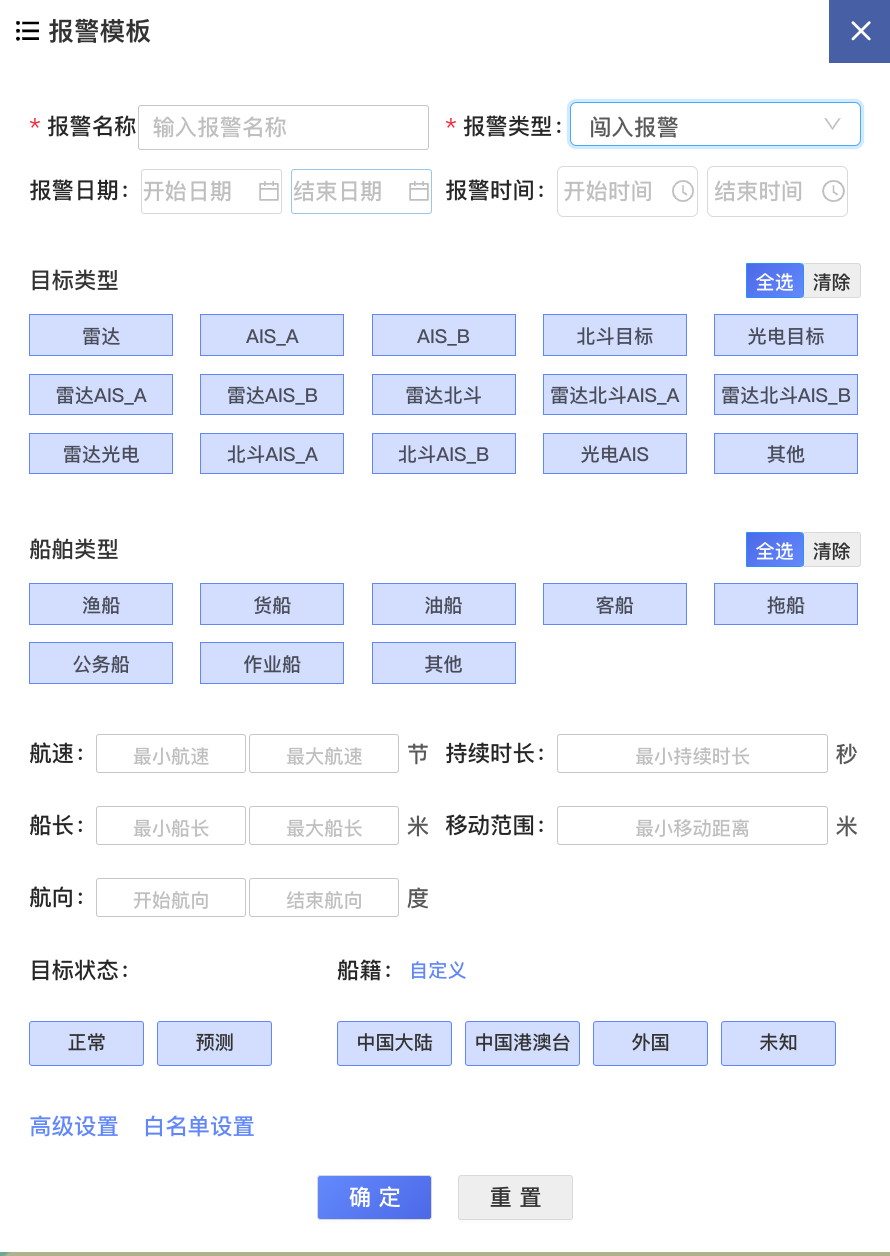 报警模板
* 报警名称 输入报警名称 * 报警类型: 闯入报警
报警日期: 开始日期 结束日期 报警时间: 开始时间 结束时间
目标类型 全选 清除
雷达 AIS_A AIS_B 北斗目标 光电目标
雷达AIS_A 雷达AIS_B 雷达北斗 雷达北斗AIS_A 雷达北斗AIS_B
雷达光电 北斗AIS_A 北斗AIS_B 光电AIS 其他
船舶类型 全选 清除
渔船 货船 油船 客船 拖船
公务船 作业船 其他
航速: 最小航速 最大航速 节 持续时长: 最小持续时长 秒
船长: 最小船长 最大船长 米 移动范围: 最小移动距离 米
航向: 开始航向 结束航向 度
目标状态: 船籍: 自定义
正常 预测 中国大陆 中国港澳台 外国 未知
高级设置 白名单设置
确 定 重 置